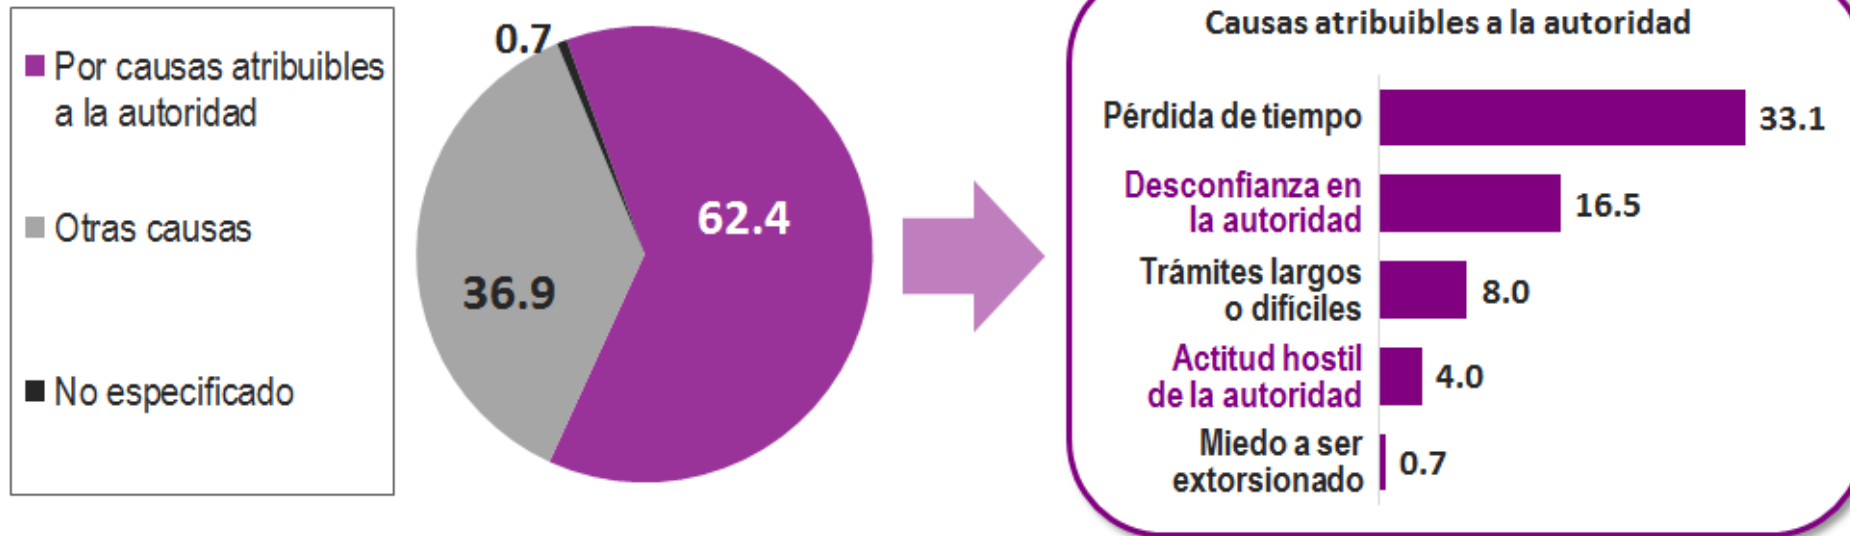 Por causas atribuibles
a la autoridad
Otras causas
No especificado
0.7
62.4
36.9
Causas atribuibles a la autoridad
Pérdida de tiempo
33.1
Desconfianza en
la autoridad
16.5
Trámites largos
o difíciles
8.0
Actitud hostil
de la autoridad
4.0
Miedo a ser
extorsionado
0.7